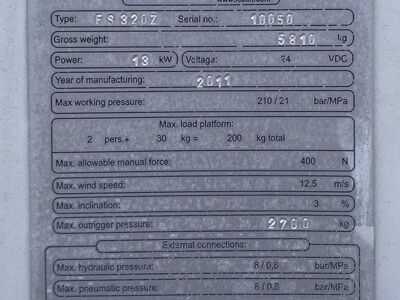 Type: FS 3207 Serial no.: 10050
Gross weight: 5810 kg
Power: 13 kW Voltage: 24 VDC
Year of manufacturing: 2011
Max working pressure: 210 / 21 bar/MPa
Max. load platform:
2 pers.+ 30 kg = 200 kg total
Max. allowable manual force: 400 N
Max. wind speed: 12,5 m/s
Max. inclination: 3 %
Max. outrigger pressure: 2700 kg
External connections:
Max. hydraulic pressure: 8 / 0,8 bar/MPa
Max. pneumatic pressure: 8 / 0,8 bar/MPa